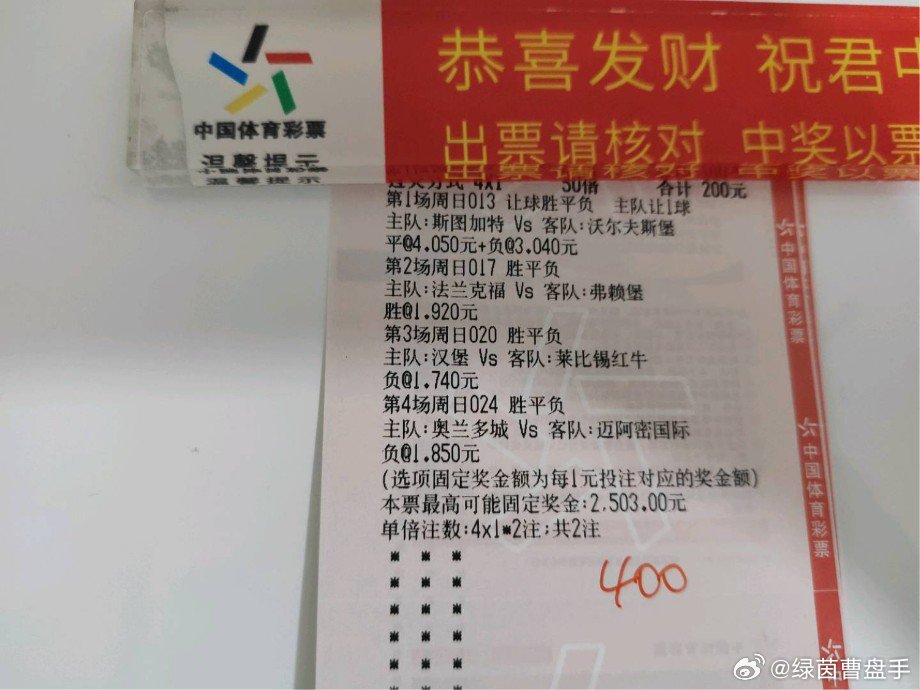 恭喜发财 祝君中
中国体育彩票
出票请核对 中奖以票
温馨提示
过关方式 4x1 50倍 合计 200元
第1场周日013 让球胜平负 主队让1球
主队:斯图加特 Vs 客队:沃尔夫斯堡
平@4.050元+负@3.040元
第2场周日017 胜平负
主队:法兰克福 Vs 客队:弗赖堡
胜@1.920元
第3场周日020 胜平负
主队:汉堡 Vs 客队:莱比锡红牛
负@1.740元
第4场周日024 胜平负
主队:奥兰多城 Vs 客队:迈阿密国际
负@1.850元
(选项固定奖金额为每1元投注对应的奖金额)
本票最高可能固定奖金:2,503.00元
单倍注数:4x1*2注;共2注
* * *
* * *
* * *
* * *
* * *
400
中国体育彩票
中国体育彩票
@绿茵曹盘手